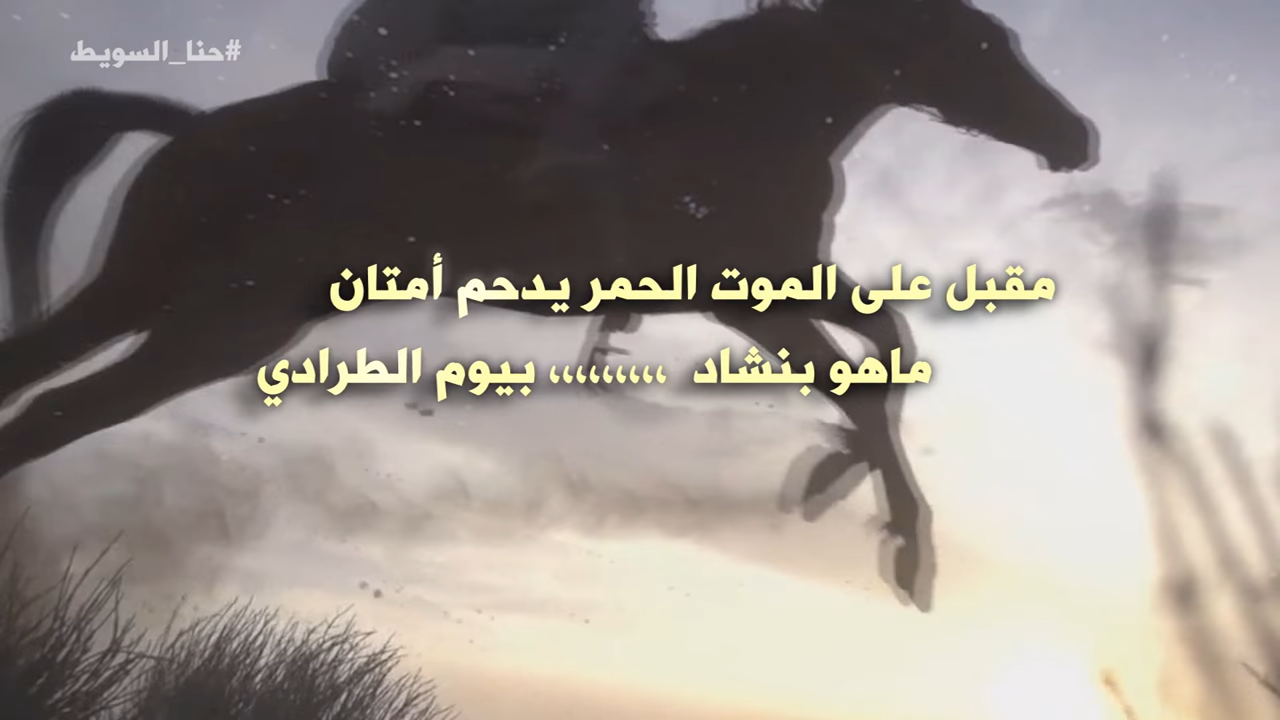 #حنا_السويط
مقبل على الموت الحمر يدحم أمتان
ماهو بنشاد ،،،،،،،،، بيوم الطرادي